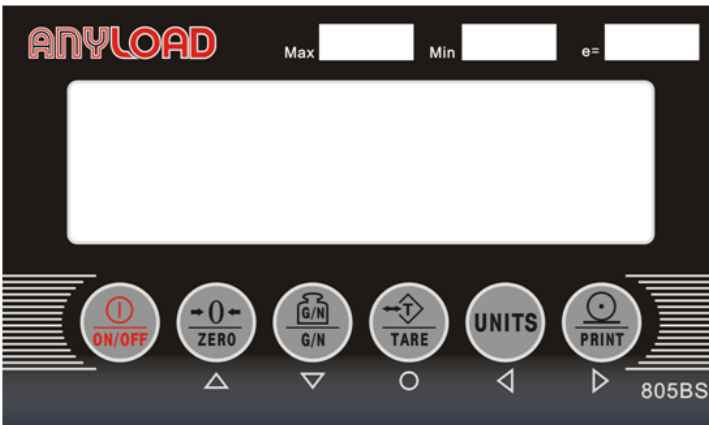 ANYLOAD
Max Min e=
ON/OFF
0
ZERO
G/N
G/N
T
TARE
UNITS
PRINT
805BS